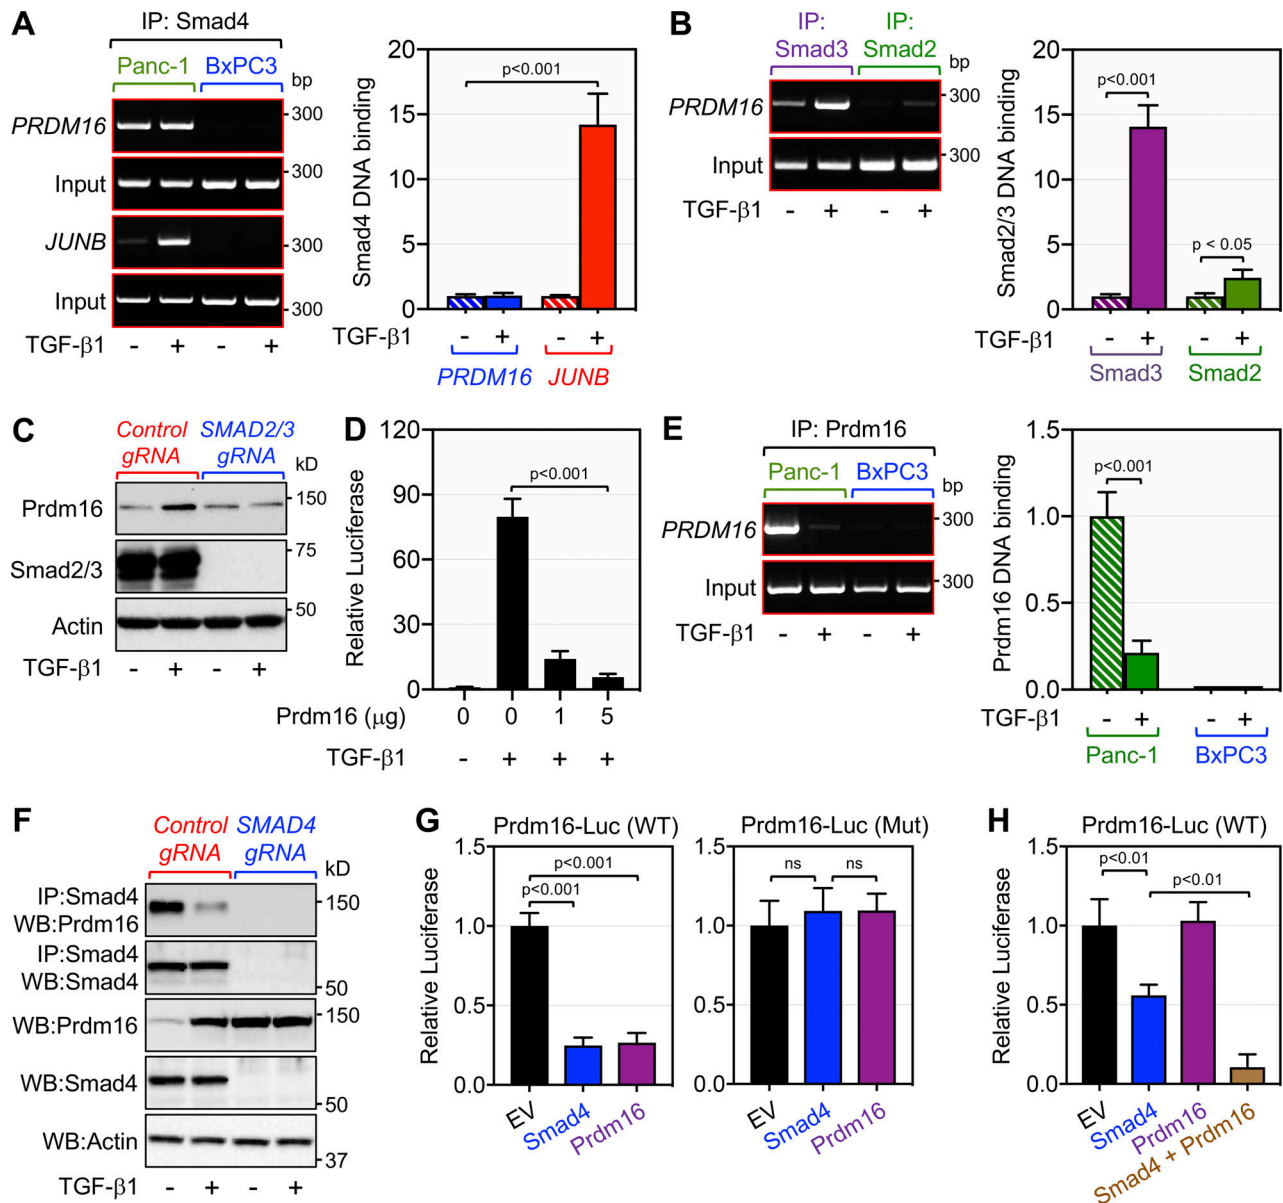 A
IP: Smad4
Panc-1 BxPC3
bp
PRDM16
300
Input
300
JUNB
300
Input
300
TGF-β1 - + - +
Smad4 DNA binding
20
15
10
5
0
p<0.001
TGF-β1 - + - +
PRDM16 JUNB
B
IP: Smad3
IP: Smad2
bp
PRDM16
300
Input
300
TGF-β1 - + - +
Smad2/3 DNA binding
20
15
10
5
0
p<0.001
p < 0.05
TGF-β1 - + - +
Smad3 Smad2
C
Control gRNA
SMAD2/3 gRNA
kD
Prdm16
150
Smad2/3
75
Actin
50
TGF-β1 - + - +
D
Relative Luciferase
120
90
60
30
0
p<0.001
Prdm16 (μg) 0 0 1 5
TGF-β1 - + + +
E
IP: Prdm16
Panc-1 BxPC3
bp
PRDM16
300
Input
300
TGF-β1 - + - +
Prdm16 DNA binding
1.5
1.0
0.5
0.0
p<0.001
TGF-β1 - + - +
Panc-1 BxPC3
F
Control gRNA
SMAD4 gRNA
kD
IP:Smad4
WB:Prdm16
150
IP:Smad4
WB:Smad4
50
WB:Prdm16
150
WB:Smad4
50
WB:Actin
37
TGF-β1 - + - +
G
Prdm16-Luc (WT)
Relative Luciferase
1.5
1.0
0.5
0.0
p<0.001
p<0.001
EV
Smad4
Prdm16
Prdm16-Luc (Mut)
Relative Luciferase
1.5
1.0
0.5
0.0
ns
ns
EV
Smad4
Prdm16
H
Prdm16-Luc (WT)
Relative Luciferase
1.5
1.0
0.5
0.0
p<0.01
p<0.01
EV
Smad4
Prdm16
Smad4 + Prdm16